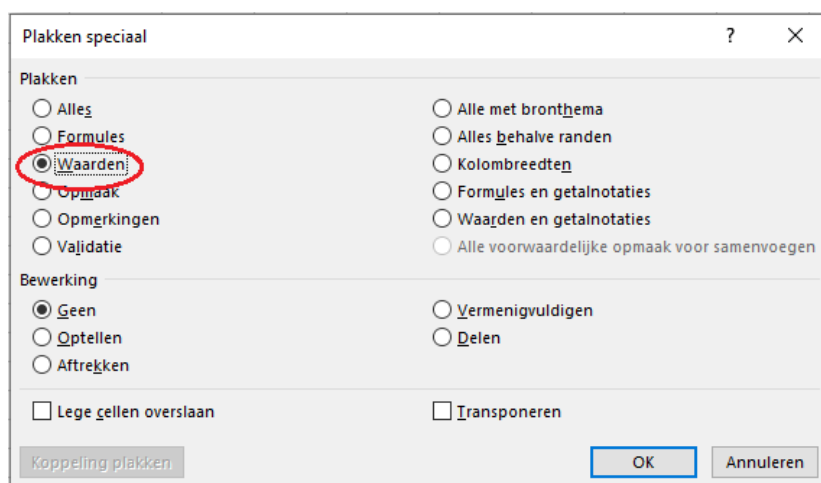 Plakken speciaal ?
Plakken
Alles
Formules
Waarden
Opmaak
Opmerkingen
Validatie
Alle met bronthema
Alles behalve randen
Kolombreedten
Formules en getalnotaties
Waarden en getalnotaties
Alle voorwaardelijke opmaak voor samenvoegen
Bewerking
Geen
Optellen
Aftrekken
Vermenigvuldigen
Delen
Lege cellen overslaan
Transponeren
Koppeling plakken
OK
Annuleren